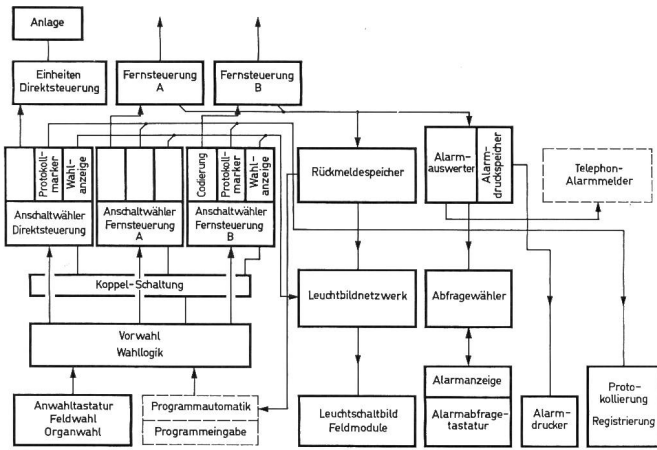 Anlage
Einheiten
Direktsteuerung
Fernsteuerung
A
Fernsteuerung
B
Protokoll-
marker
Wahl-
anzeige
Codierung
Protokoll-
marker
Wahl-
anzeige
Anschaltwähler
Direktsteuerung
Anschaltwähler
Fernsteuerung
A
Anschaltwähler
Fernsteuerung
B
Rückmeldespeicher
Alarm-
auswerter
Alarm-
druckspeicher
Telephon-
Alarmmelder
Koppel-Schaltung
Leuchtbildnetzwerk
Abfragewähler
Vorwahl
Wahllogik
Anwahltastatur
Feldwahl
Organwahl
Programmautomatik
Programmeingabe
Leuchtschaltbild
Feldmodule
Alarmanzeige
Alarmabfrage-
tastatur
Alarm-
drucker
Proto-
kollierung
Registrierung